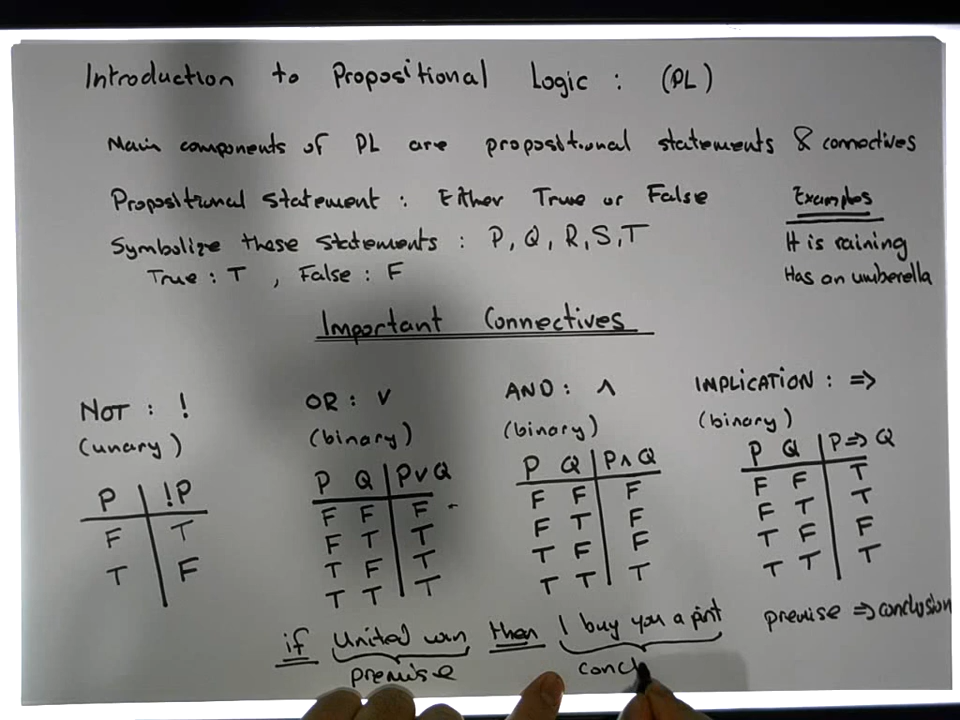 Introduction to Propositional Logic : (PL)
Main components of PL are propositional statements & connectives
Propositional Statement : Either True or False
Symbolize these statements : P, Q, R, S, T
True : T , False : F
Examples
It is raining
Has an umberella
Important Connectives
NOT : !
(unary)
P !P
F T
T F
OR : ∨
(binary)
P Q P∨Q
F F F
F T T
T F T
T T T
AND : ∧
(binary)
P Q P∧Q
F F F
F T F
T F F
T T T
IMPLICATION : =>
(binary)
P Q P=>Q
F F T
F T T
T F F
T T T
premise => conclusion
if United win then I buy you a pint
premise concl